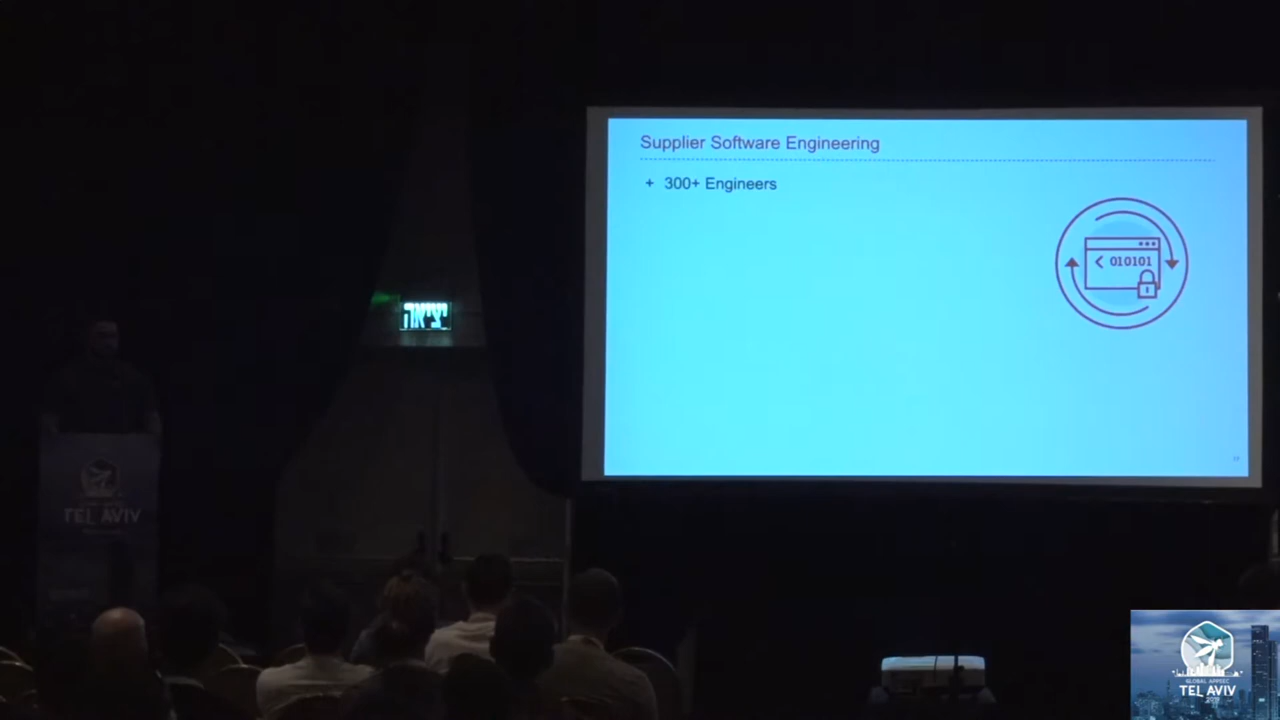 Supplier Software Engineering
+ 300+ Engineers
< 010101
יציאה
TEL AVIV
GLOBAL APPSEC
TEL AVIV